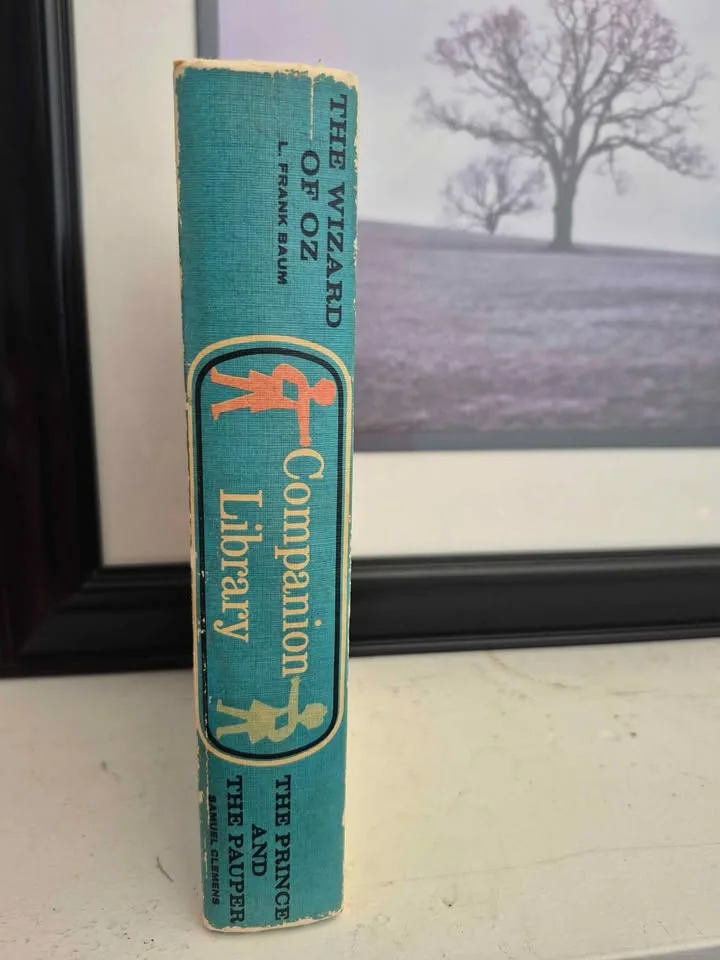 THE WIZARD
OF OZ
L. FRANK BAUM
Companion
Library
THE PRINCE
AND
THE PAUPER
SAMUEL CLEMENS